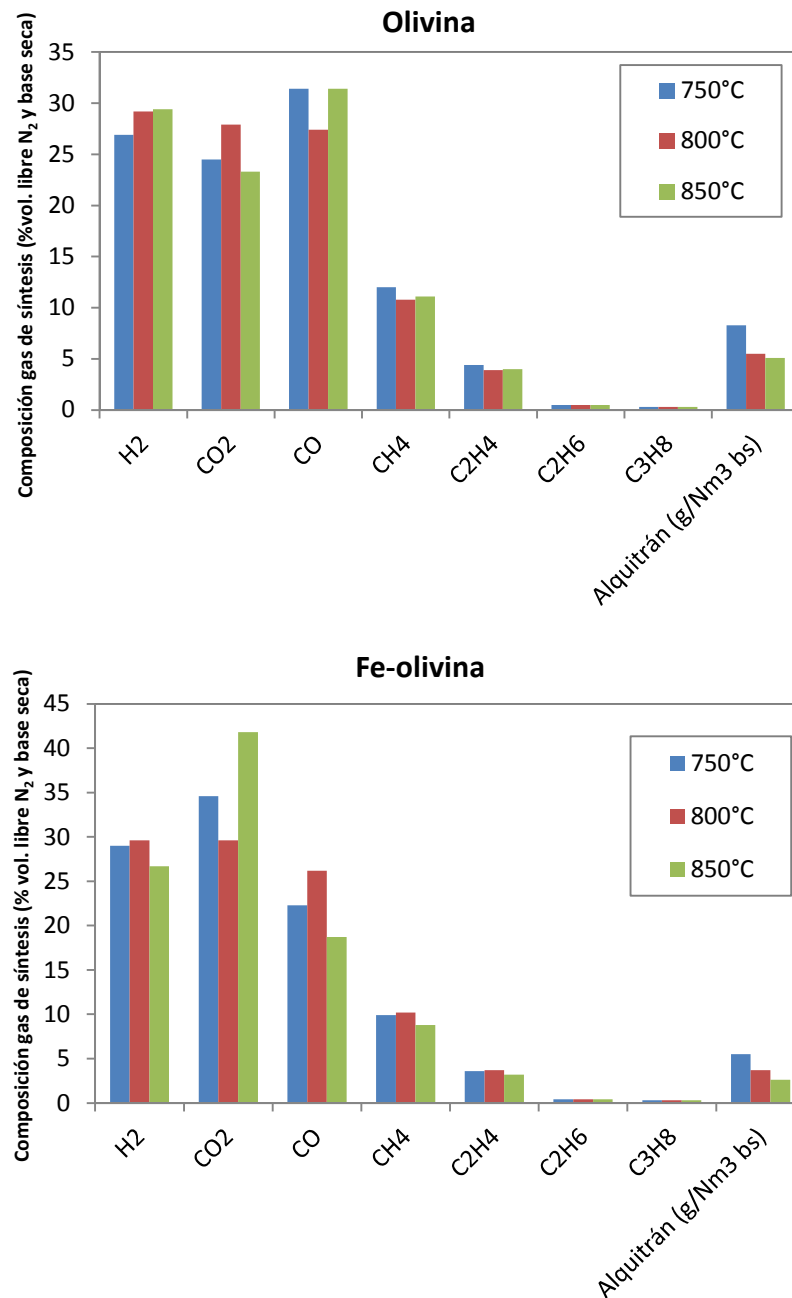 Olivina
Composición gas de síntesis (%vol. libre N₂ y base seca)
35
30
25
20
15
10
5
0
750°C
800°C
850°C
H2
CO2
CO
CH4
C2H4
C2H6
C3H8
Alquitrán (g/Nm3 bs)
Fe-olivina
Composición gas de síntesis (% vol. libre N₂ y base seca)
45
40
35
30
25
20
15
10
5
0
750°C
800°C
850°C
H2
CO2
CO
CH4
C2H4
C2H6
C3H8
Alquitrán (g/Nm3 bs)